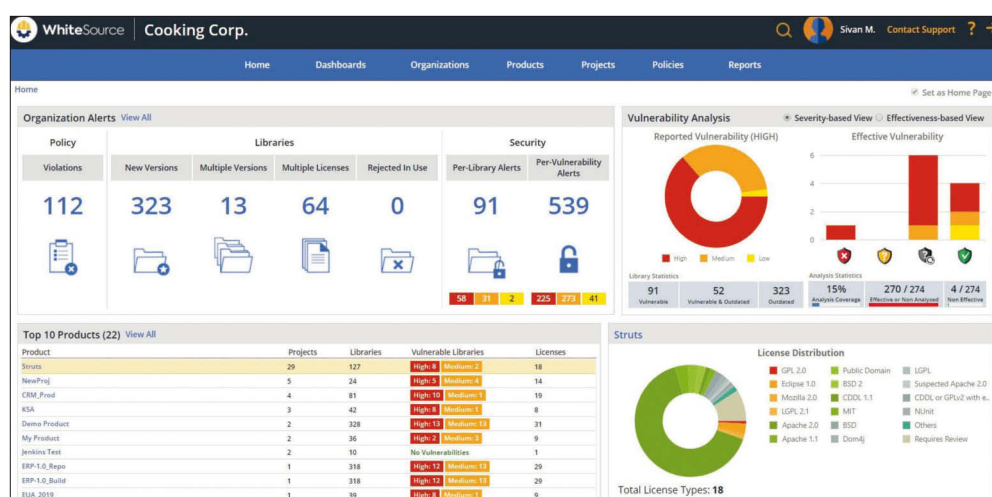 WhiteSource Cooking Corp.
Sivan M. Contact Support ?
Home Dashboards Organizations Products Projects Policies Reports
Home
Set as Home Page
Organization Alerts View All
Policy Libraries Security
Violations New Versions Multiple Versions Multiple Licenses Rejected In Use Per-Library Alerts Per-Vulnerability Alerts
112 323 13 64 0 91 539
58 31 2 225 273 41
Vulnerability Analysis Severity-based View Effectiveness-based View
Reported Vulnerability (HIGH) Effective Vulnerability
6
4
2
0
High Medium Low
Library Statistics Analysis Statistics
91 52 323 15% 270 / 274 4 / 274
Vulnerable Vulnerable & Outdated Outdated Analysis Coverage Effective or Non Analyzed Non Effective
Top 10 Products (22) View All
Product Projects Libraries Vulnerable Libraries Licenses
Struts 29 127 High: 8 Medium: 2 18
NewProj 5 24 High: 5 Medium: 4 14
CRM_Prod 4 81 High: 10 Medium: 1 19
KSA 3 42 High: 8 Medium: 1 8
Demo Product 2 328 High: 13 Medium: 13 31
My Product 2 36 High: 2 Medium: 3 9
Jenkins Test 2 10 No Vulnerabilities 1
ERP-1.0_Repo 1 318 High: 12 Medium: 13 29
ERP-1.0_Build 1 318 High: 12 Medium: 13 29
EUA_2019 1 39 High: 8 Medium: 1 9
Struts
License Distribution
GPL 2.0 Public Domain LGPL
Eclipse 1.0 BSD 2 Suspected Apache 2.0
Mozilla 2.0 CDDL 1.1 CDDL or GPLv2 with e..
LGPL 2.1 MIT NUnit
Apache 2.0 BSD Others
Apache 1.1 Dom4j Requires Review
Total License Types: 18